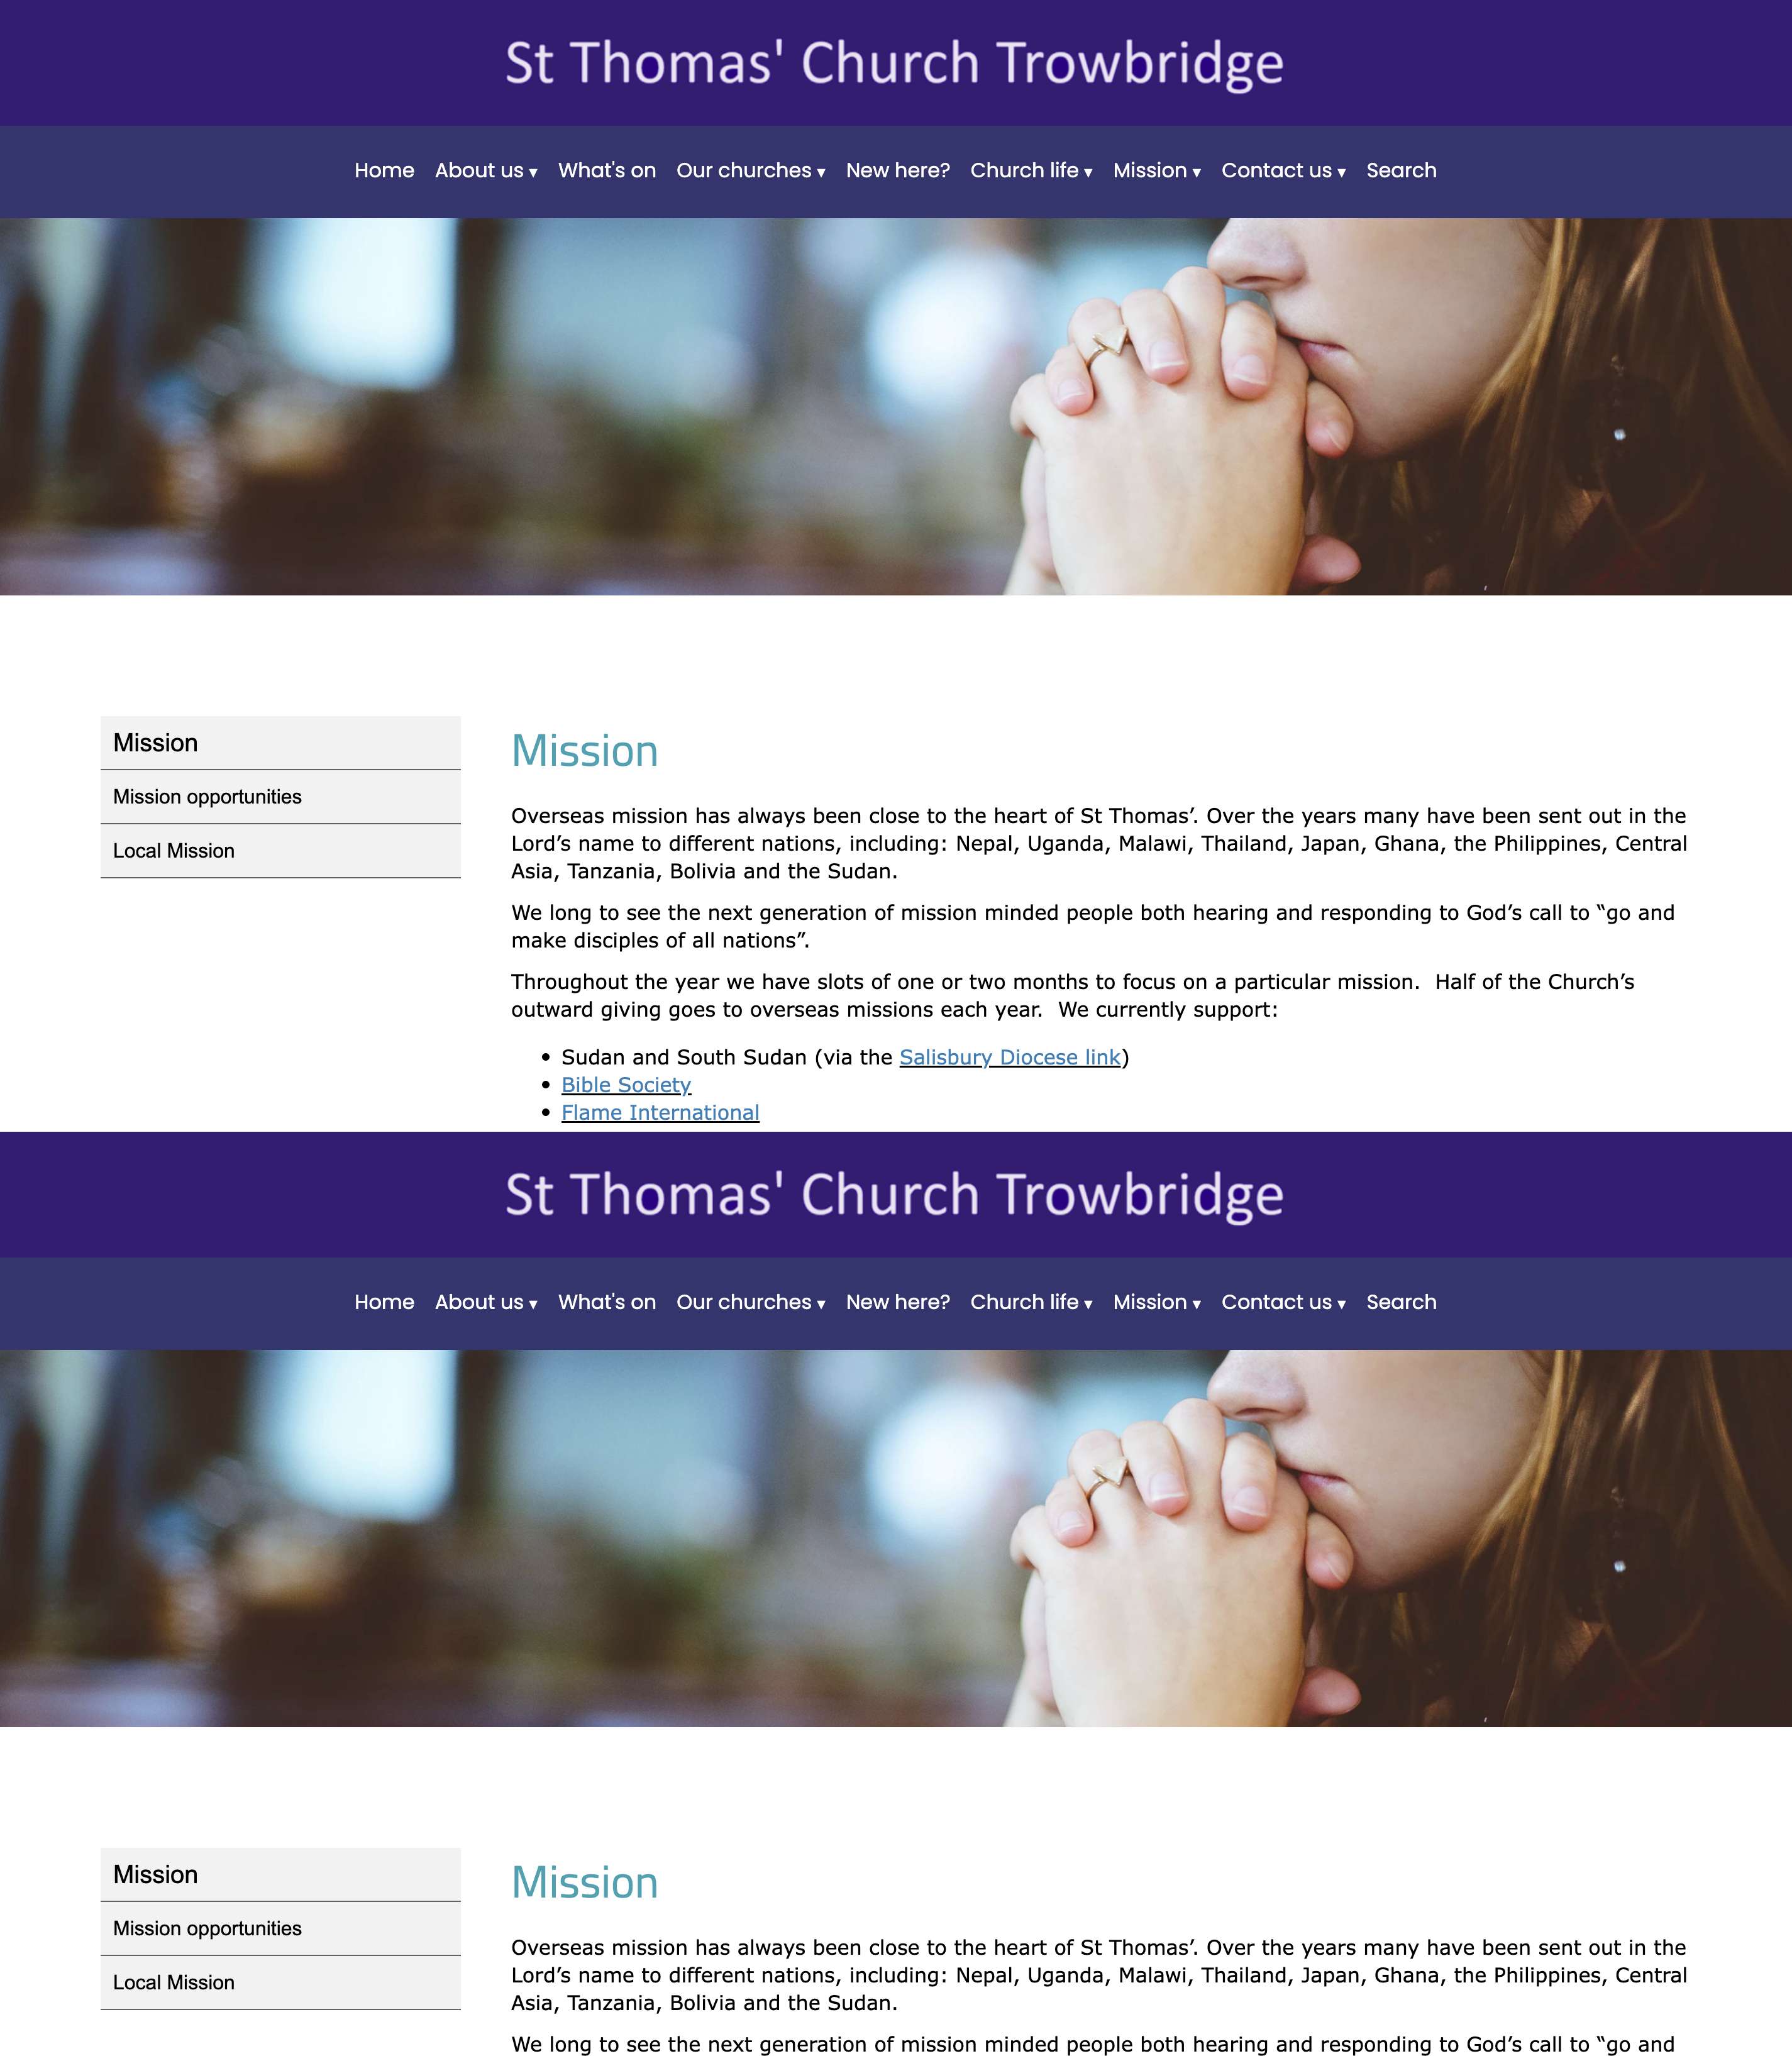 St Thomas' Church Trowbridge
Home About us ▾ What's on Our churches ▾ New here? Church life ▾ Mission ▾ Contact us ▾ Search
Mission
Mission opportunities
Local Mission
Mission
Overseas mission has always been close to the heart of St Thomas’. Over the years many have been sent out in the
Lord’s name to different nations, including: Nepal, Uganda, Malawi, Thailand, Japan, Ghana, the Philippines, Central
Asia, Tanzania, Bolivia and the Sudan.
We long to see the next generation of mission minded people both hearing and responding to God’s call to “go and
make disciples of all nations”.
Throughout the year we have slots of one or two months to focus on a particular mission.  Half of the Church’s
outward giving goes to overseas missions each year.  We currently support:
• Sudan and South Sudan (via the Salisbury Diocese link)
• Bible Society
• Flame International
St Thomas' Church Trowbridge
Home About us ▾ What's on Our churches ▾ New here? Church life ▾ Mission ▾ Contact us ▾ Search
Mission
Mission opportunities
Local Mission
Mission
Overseas mission has always been close to the heart of St Thomas’. Over the years many have been sent out in the
Lord’s name to different nations, including: Nepal, Uganda, Malawi, Thailand, Japan, Ghana, the Philippines, Central
Asia, Tanzania, Bolivia and the Sudan.
We long to see the next generation of mission minded people both hearing and responding to God’s call to “go and